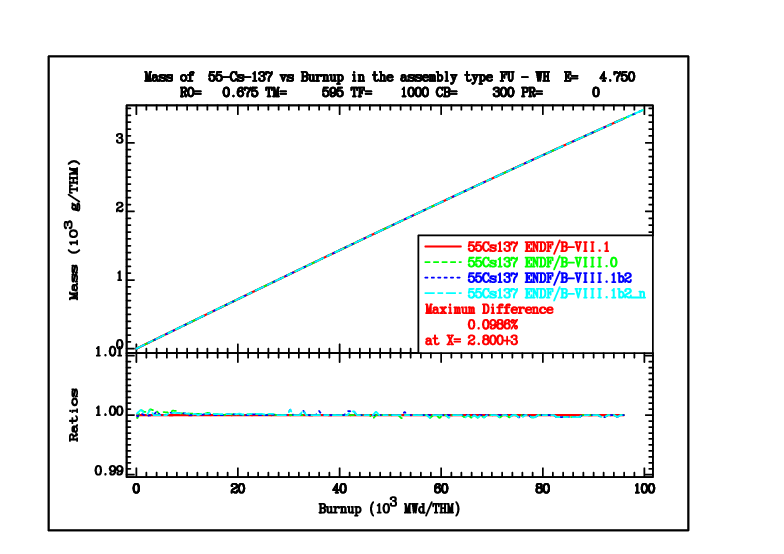 Mass of 55-Cs-137 vs Burnup in the assembly type FU - WH E= 4.750
RO= 0.675 TM= 595 TF= 1000 CB= 300 PR= 0
3
2
1
0
Mass (10³ g/THM)
55Cs137 ENDF/B-VII.1
55Cs137 ENDF/B-VIII.0
55Cs137 ENDF/B-VIII.1b2
55Cs137 ENDF/B-VIII.1b2_n
Maximum Difference
0.0986%
at X= 2.800+3
1.01
1.00
0.99
Ratios
0 20 40 60 80 100
Burnup (10³ MWd/THM)